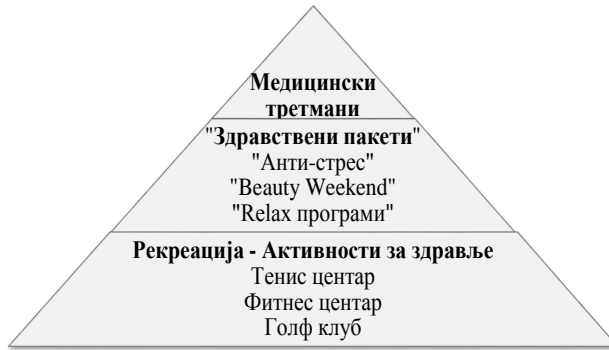 Медицински
третмани
"Здравствени пакети"
"Анти-стрес"
"Beauty Weekend"
"Relax програми"
Рекреација - Активности за здравље
Тенис центар
Фитнес центар
Голф клуб